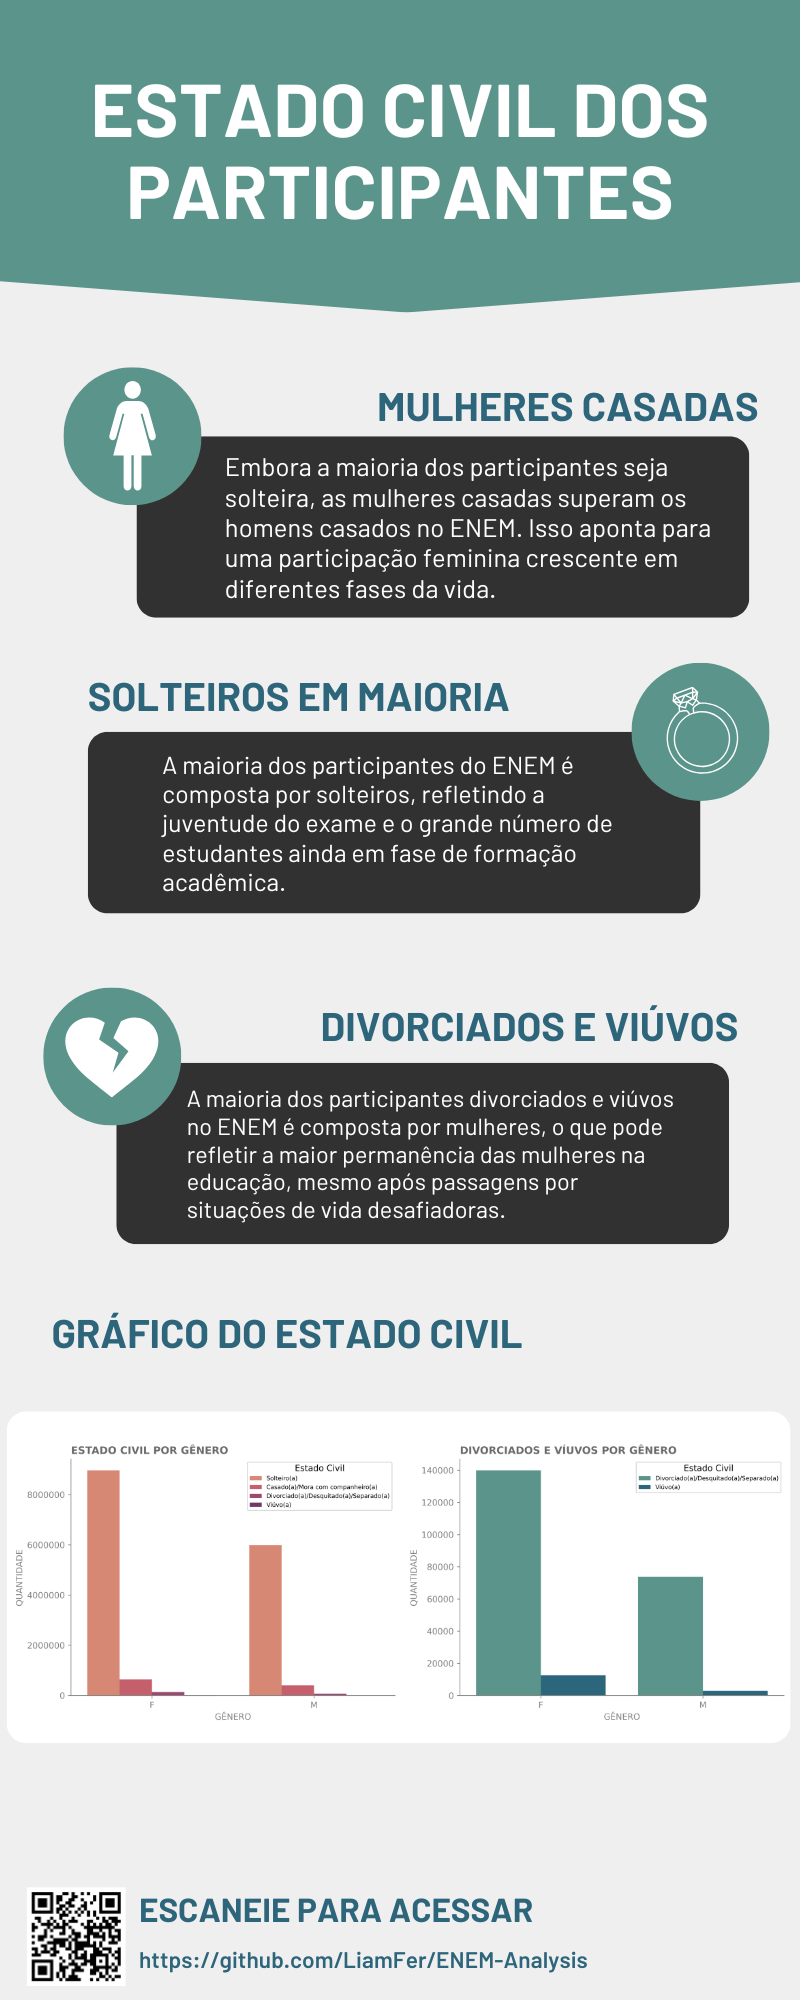 ESTADO CIVIL DOS
PARTICIPANTES
MULHERES CASADAS
Embora a maioria dos participantes seja
solteira, as mulheres casadas superam os
homens casados no ENEM. Isso aponta para
uma participação feminina crescente em
diferentes fases da vida.
SOLTEIROS EM MAIORIA
A maioria dos participantes do ENEM é
composta por solteiros, refletindo a
juventude do exame e o grande número de
estudantes ainda em fase de formação
acadêmica.
DIVORCIADOS E VIÚVOS
A maioria dos participantes divorciados e viúvos
no ENEM é composta por mulheres, o que pode
refletir a maior permanência das mulheres na
educação, mesmo após passagens por
situações de vida desafiadoras.
GRÁFICO DO ESTADO CIVIL
ESTADO CIVIL POR GÊNERO
Estado Civil
Solteiro(a)
Casado(a)/Mora com companheiro(a)
Divorciado(a)/Desquitado(a)/Separado(a)
Viúvo(a)
8000000
6000000
4000000
2000000
0
QUANTIDADE
F
M
GÊNERO
DIVORCIADOS E VÍUVOS POR GÊNERO
Estado Civil
Divorciado(a)/Desquitado(a)/Separado(a)
Viúvo(a)
140000
120000
100000
80000
60000
40000
20000
0
QUANTIDADE
F
M
GÊNERO
ESCANEIE PARA ACESSAR
https://github.com/LiamFer/ENEM-Analysis